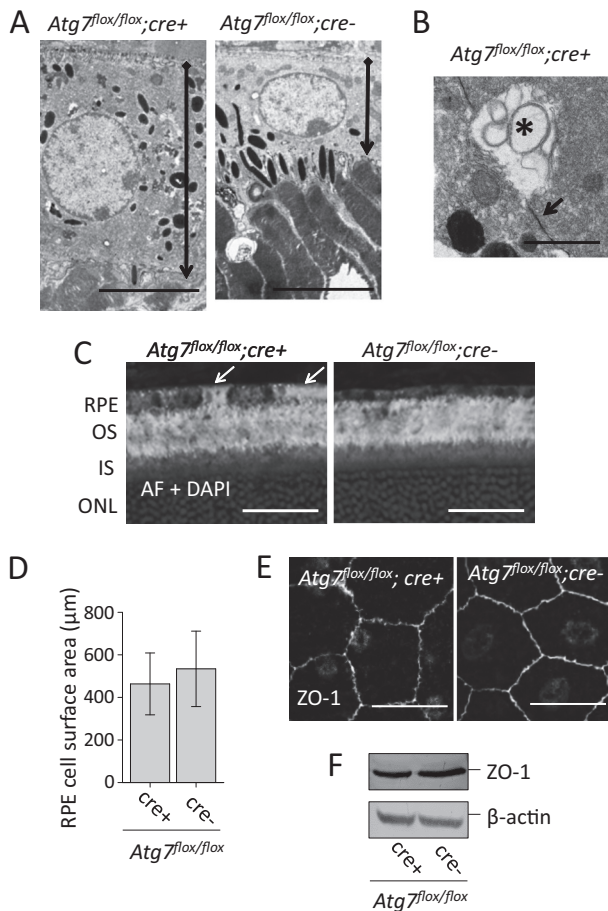 A
Atg7flox/flox;cre+
Atg7flox/flox;cre-
B
Atg7flox/flox;cre+
*
C
Atg7flox/flox;cre+
Atg7flox/flox;cre-
RPE
OS
IS
ONL
AF + DAPI
D
RPE cell surface area (µm)
800
600
400
200
0
cre+
cre-
Atg7flox/flox
E
Atg7flox/flox; cre+
Atg7flox/flox;cre-
ZO-1
F
ZO-1
β-actin
cre+
cre-
Atg7flox/flox